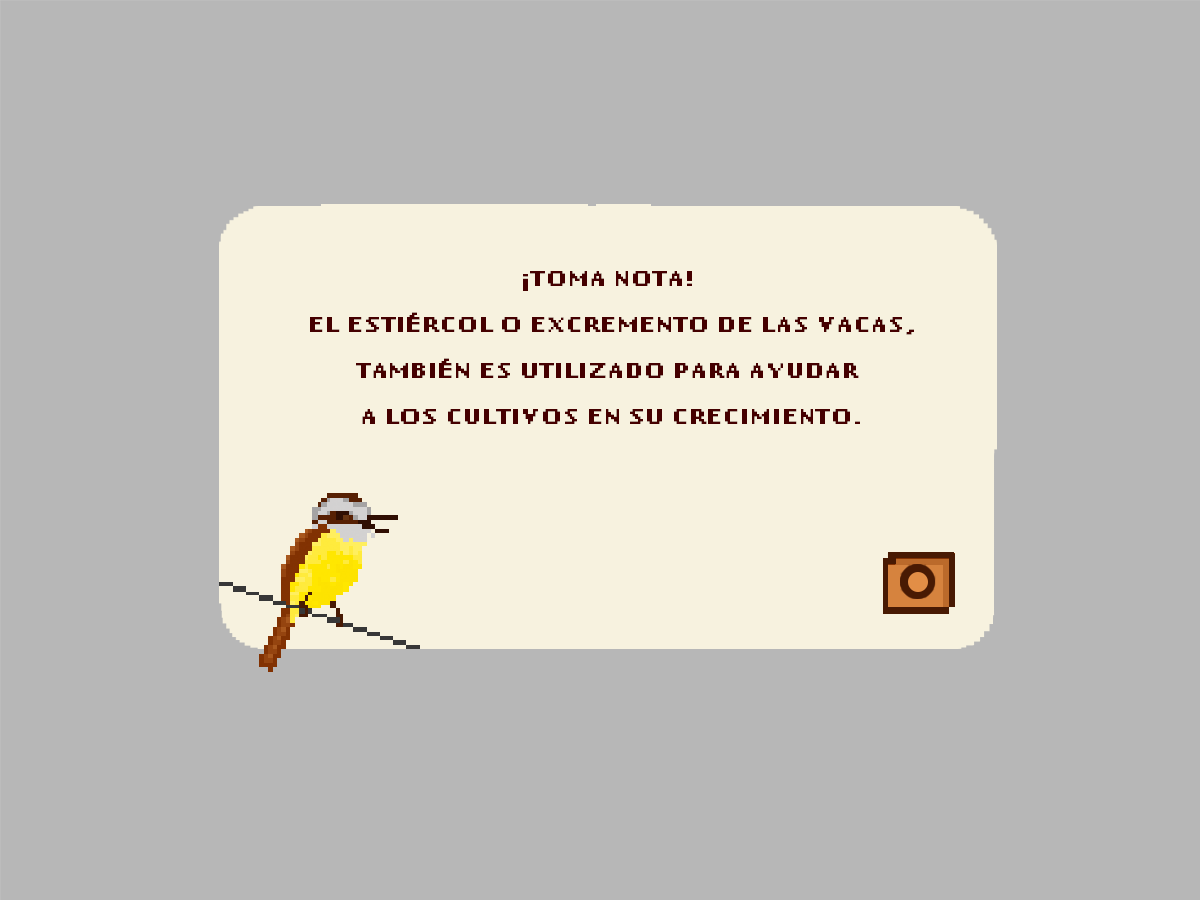 ¡TOMA NOTA!
EL ESTIÉRCOL O EXCREMENTO DE LAS VACAS,
TAMBIÉN ES UTILIZADO PARA AYUDAR
A LOS CULTIVOS EN SU CRECIMIENTO.